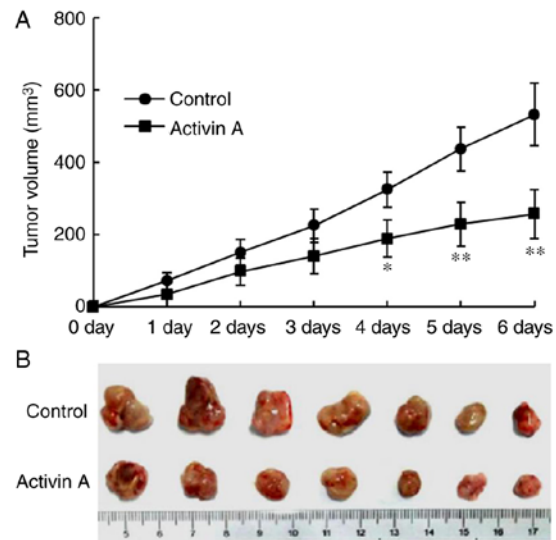 A
Tumor volume (mm³)
800
600
400
200
0
Control
Activin A
*
**
**
0 day 1 day 2 days 3 days 4 days 5 days 6 days
B
Control
Activin A
5 6 7 8 9 10 11 12 13 14 15 16 17